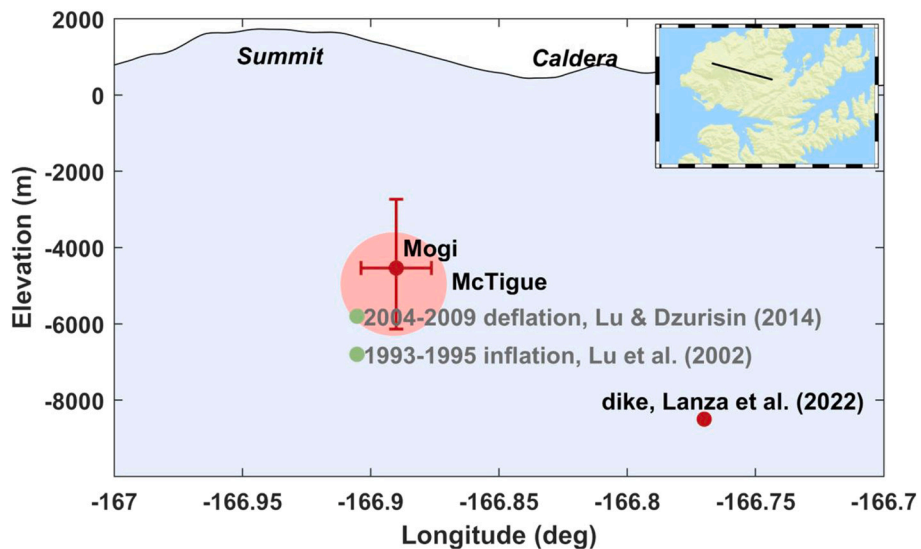 2000
0
-2000
-4000
-6000
-8000
Elevation (m)
Summit
Caldera
Mogi
McTigue
2004-2009 deflation, Lu & Dzurisin (2014)
1993-1995 inflation, Lu et al. (2002)
dike, Lanza et al. (2022)
-167
-166.95
-166.9
-166.85
-166.8
-166.75
-166.7
Longitude (deg)